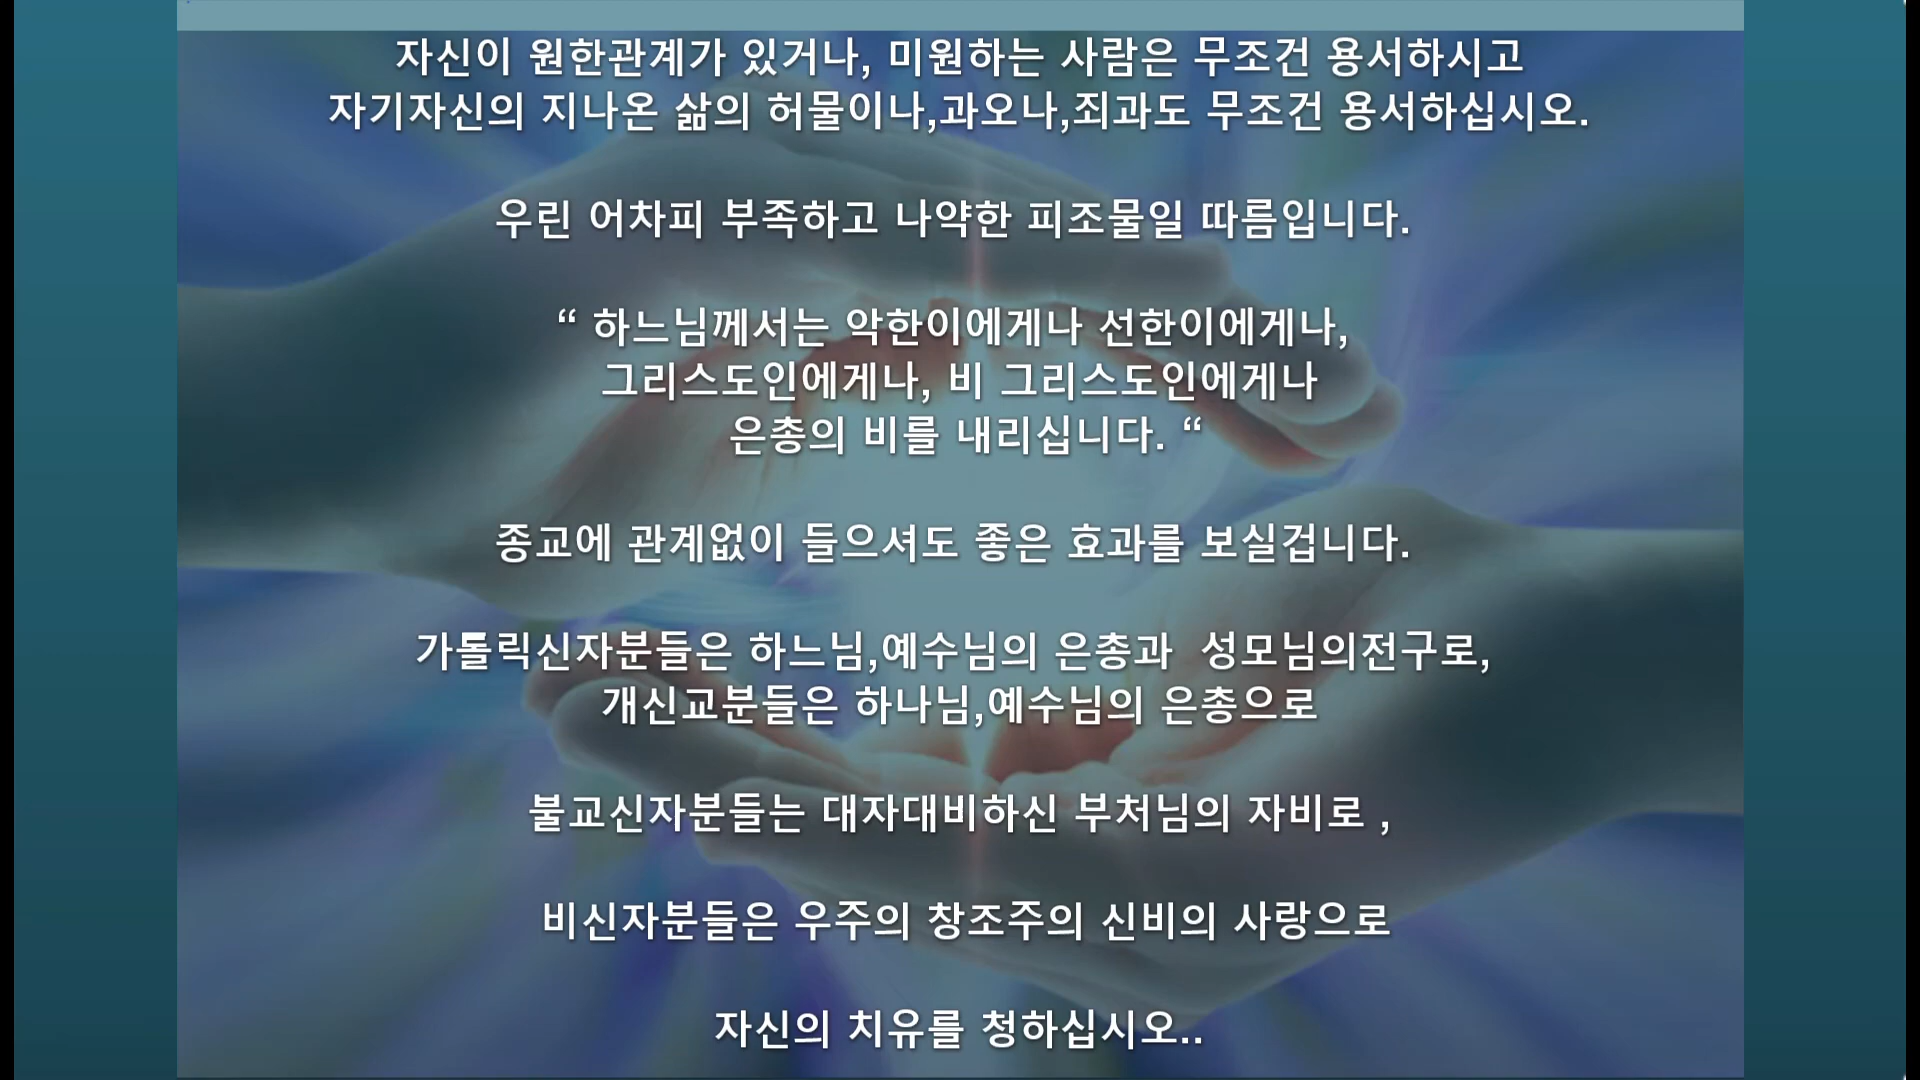 자신이 원한관계가 있거나, 미원하는 사람은 무조건 용서하시고
자기자신의 지나온 삶의 허물이나,과오나,죄과도 무조건 용서하십시오.
우린 어차피 부족하고 나약한 피조물일 따름입니다.
“ 하느님께서는 악한이에게나 선한이에게나,
그리스도인에게나, 비 그리스도인에게나
은총의 비를 내리십니다. “
종교에 관계없이 들으셔도 좋은 효과를 보실겁니다.
가톨릭신자분들은 하느님,예수님의 은총과 성모님의전구로,
개신교분들은 하나님,예수님의 은총으로
불교신자분들는 대자대비하신 부처님의 자비로 ,
비신자분들은 우주의 창조주의 신비의 사랑으로
자신의 치유를 청하십시오..